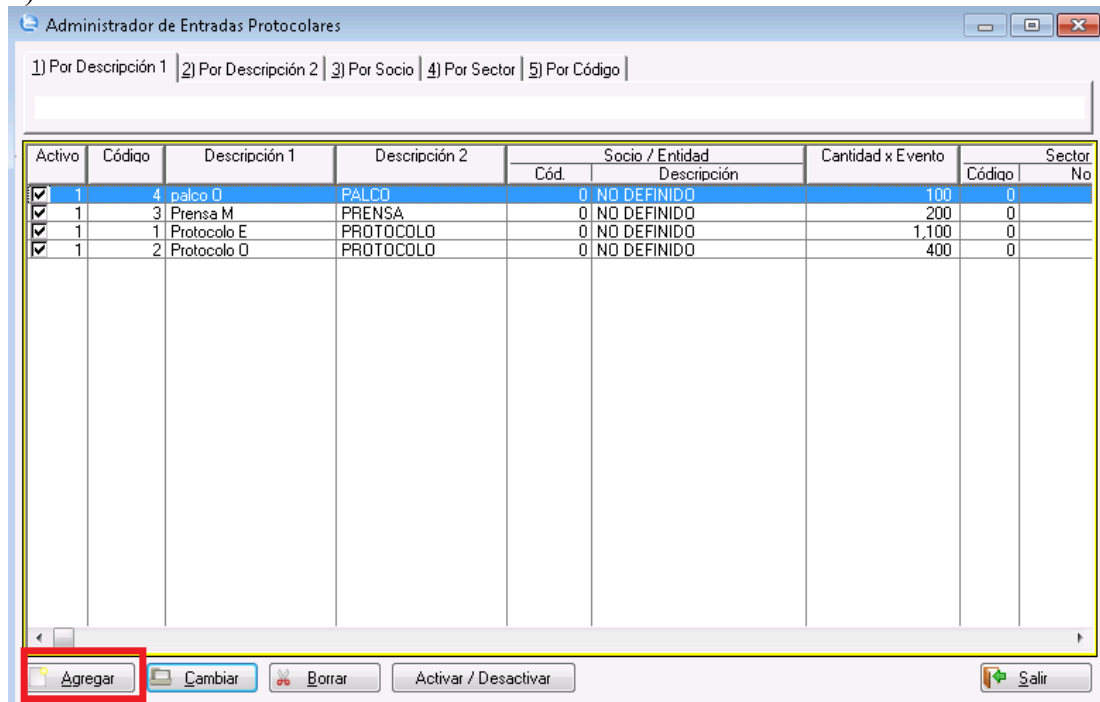 Administrador de Entradas Protocolares
1) Por Descripción 1 2) Por Descripción 2 3) Por Socio 4) Por Sector 5) Por Código
Activo Código Descripción 1 Descripción 2 Socio / Entidad Cantidad x Evento Sector
Cód. Descripción Código No
1 4 palco O PALCO 0 NO DEFINIDO 100 0
1 3 Prensa M PRENSA 0 NO DEFINIDO 200 0
1 1 Protocolo E PROTOCOLO 0 NO DEFINIDO 1,100 0
1 2 Protocolo O PROTOCOLO 0 NO DEFINIDO 400 0
Agregar Cambiar Borrar Activar / Desactivar Salir